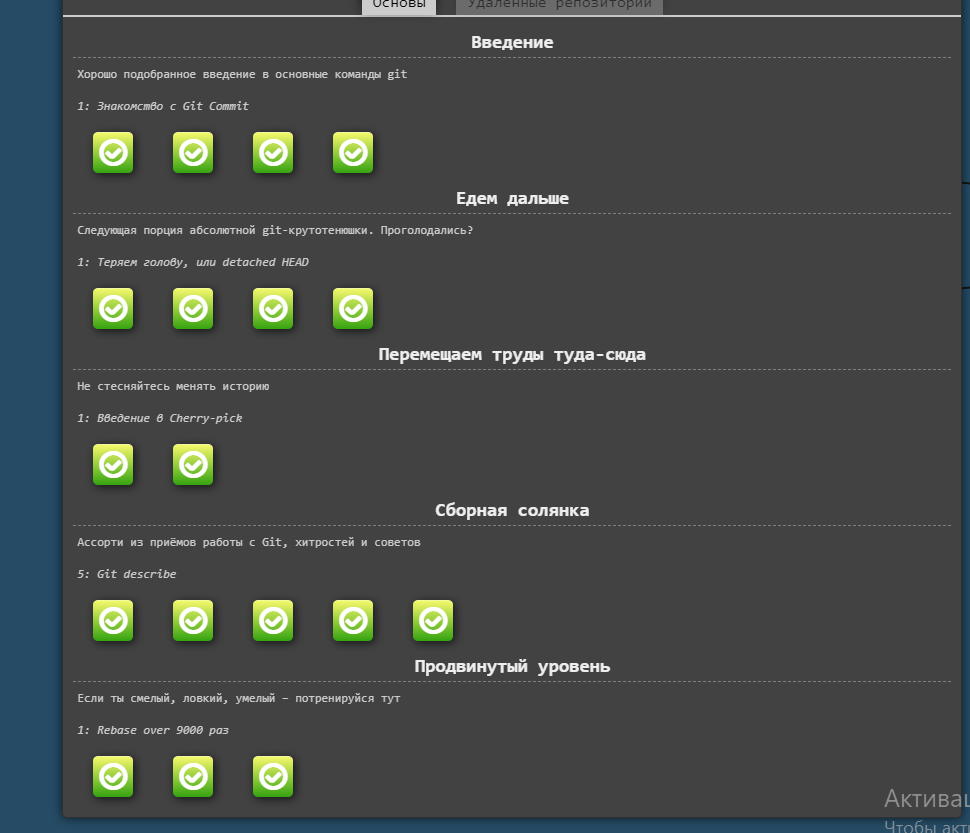 Основы Удаленные репозитории
Введение
Хорошо подобранное введение в основные команды git
1: Знакомство с Git Commit
Едем дальше
Следующая порция абсолютной git-крутотенюшки. Проголодались?
1: Теряем голову, или detached HEAD
Перемещаем труды туда-сюда
Не стесняйтесь менять историю
1: Введение в Cherry-pick
Сборная солянка
Ассорти из приёмов работы с Git, хитростей и советов
5: Git describe
Продвинутый уровень
Если ты смелый, ловкий, умелый – потренируйся тут
1: Rebase over 9000 раз
Активац
Чтобы акти